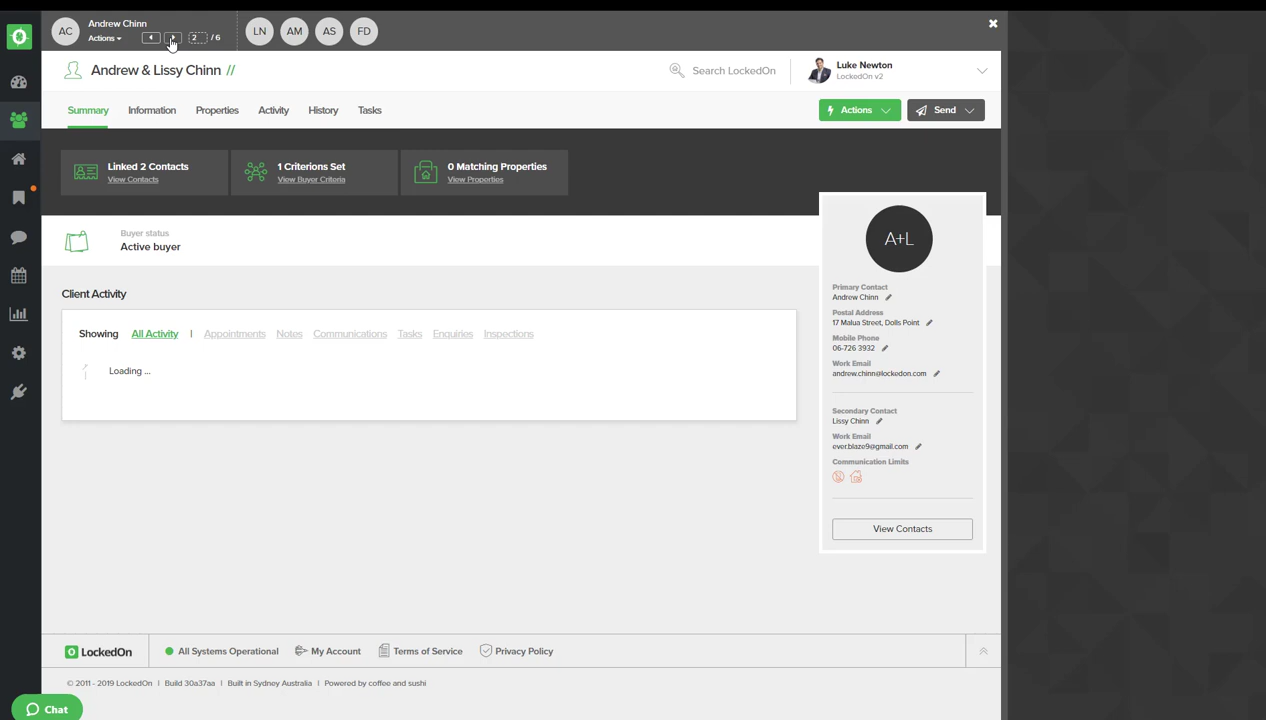 AC
Andrew Chinn
Actions
2 / 6
LN AM AS FD
Andrew & Lissy Chinn //
Search LockedOn
Luke Newton
LockedOn v2
Summary Information Properties Activity History Tasks
Actions
Send
Linked 2 Contacts
View Contacts
1 Criterions Set
View Buyer Criteria
0 Matching Properties
View Properties
Buyer status
Active buyer
Client Activity
Showing All Activity | Appointments Notes Communications Tasks Enquiries Inspections
Loading ...
A+L
Primary Contact
Andrew Chinn
Postal Address
17 Malua Street, Dolls Point
Mobile Phone
06-726 3932
Work Email
andrew.chinn@lockedon.com
Secondary Contact
Lissy Chinn
Work Email
ever.blaze9@gmail.com
Communication Limits
View Contacts
LockedOn
All Systems Operational My Account Terms of Service Privacy Policy
© 2011 - 2019 LockedOn | Build 30a37aa | Built in Sydney Australia | Powered by coffee and sushi
Chat